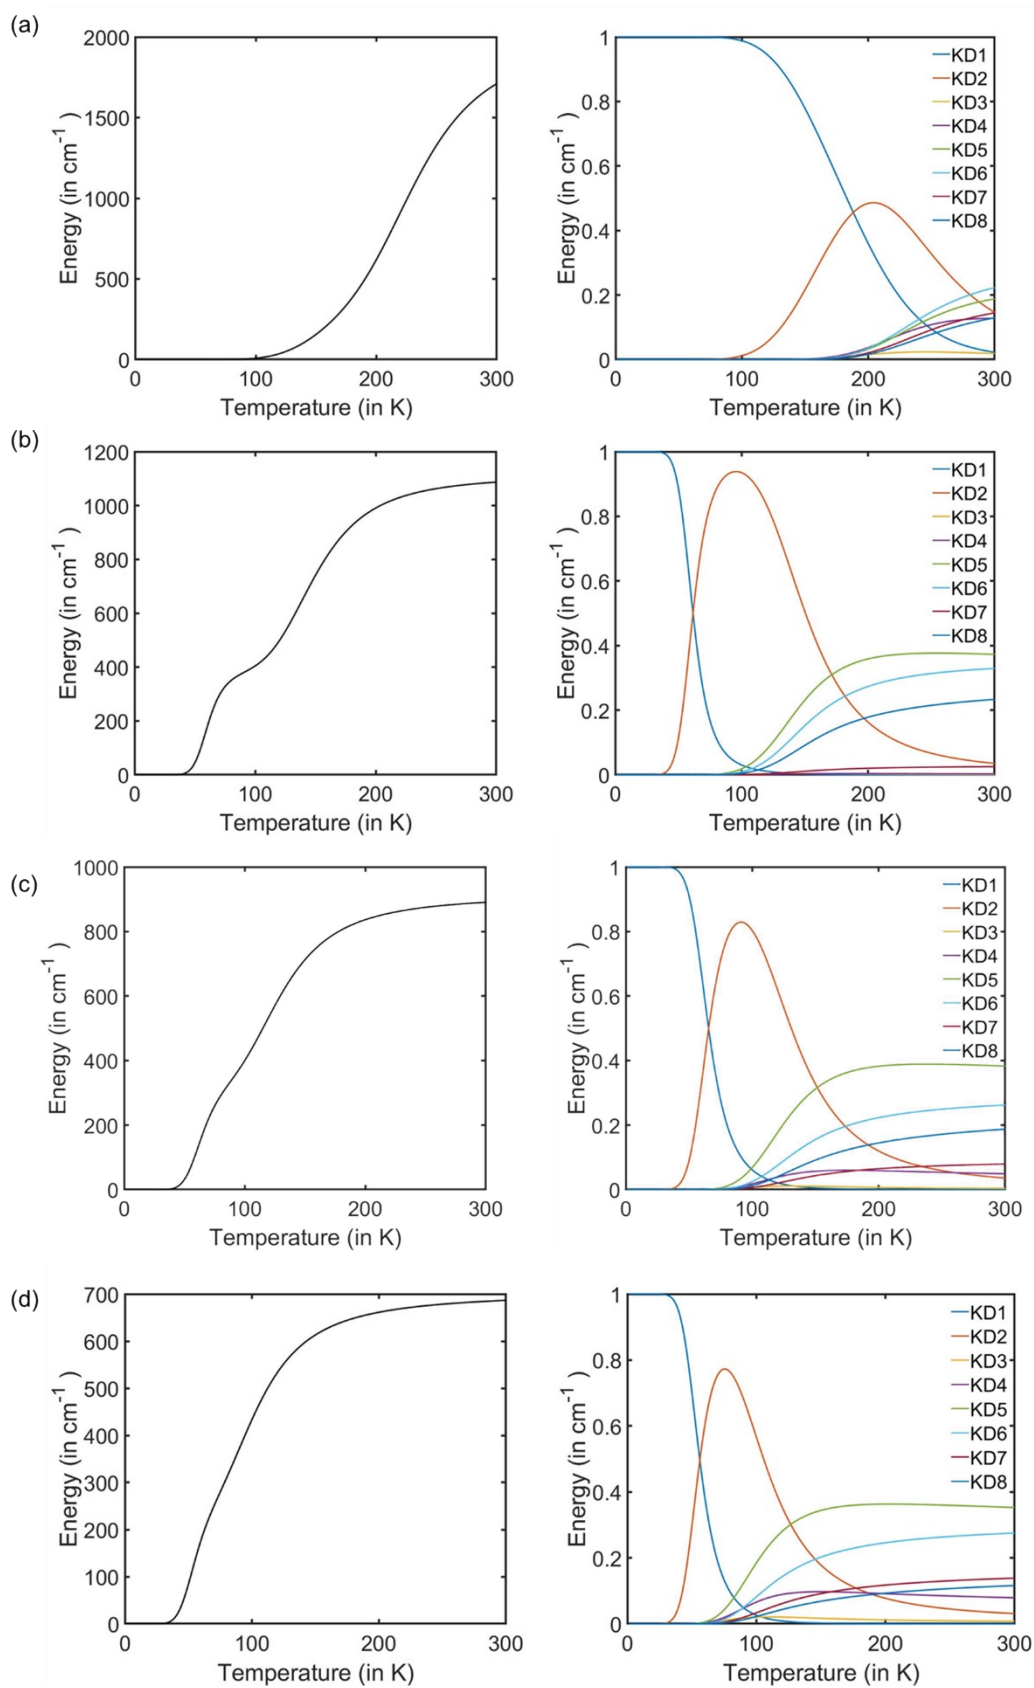 (a)
2000
1500
1000
500
0
Energy (in cm⁻¹ )
0 100 200 300
Temperature (in K)
1
0.8
0.6
0.4
0.2
0
Energy (in cm⁻¹ )
KD1
KD2
KD3
KD4
KD5
KD6
KD7
KD8
0 100 200 300
Temperature (in K)
(b)
1200
1000
800
600
400
200
0
Energy (in cm⁻¹ )
0 100 200 300
Temperature (in K)
1
0.8
0.6
0.4
0.2
0
Energy (in cm⁻¹ )
KD1
KD2
KD3
KD4
KD5
KD6
KD7
KD8
0 100 200 300
Temperature (in K)
(c)
1000
800
600
400
200
0
Energy (in cm⁻¹ )
0 100 200 300
Temperature (in K)
1
0.8
0.6
0.4
0.2
0
Energy (in cm⁻¹ )
KD1
KD2
KD3
KD4
KD5
KD6
KD7
KD8
0 100 200 300
Temperature (in K)
(d)
700
600
500
400
300
200
100
0
Energy (in cm⁻¹ )
0 100 200 300
Temperature (in K)
1
0.8
0.6
0.4
0.2
0
Energy (in cm⁻¹ )
KD1
KD2
KD3
KD4
KD5
KD6
KD7
KD8
0 100 200 300
Temperature (in K)